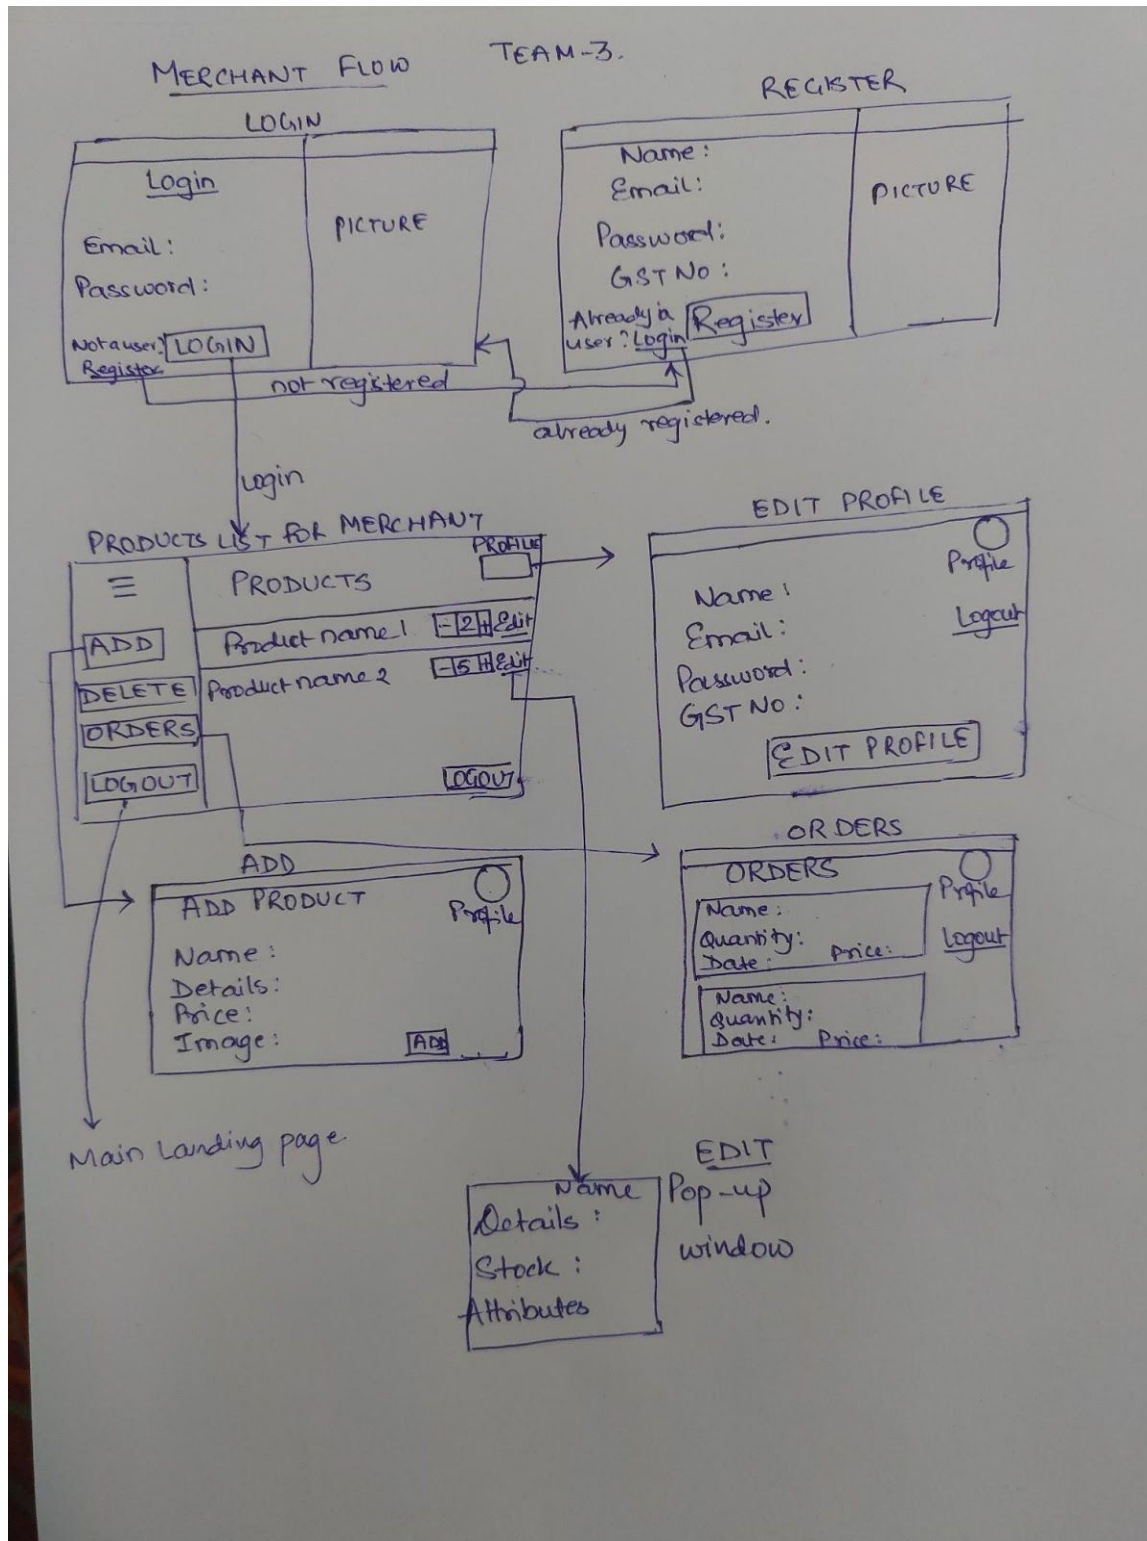 MERCHANT FLOW
TEAM-3.
LOGIN
Login
Email:
Password:
Not a user?
Register
LOGIN
PICTURE
REGISTER
Name:
Email:
Password:
GST No:
Already a
user? Login
Register
PICTURE
not registered
already registered.
Login
PRODUCTS LIST FOR MERCHANT
PROFILE
PRODUCTS
ADD
DELETE
ORDERS
LOGOUT
Product name 1 - 2 + Edit
Product name 2 - 5 + Edit
LOGOUT
EDIT PROFILE
Profile
Logout
Name:
Email:
Password:
GST No:
EDIT PROFILE
ADD
ADD PRODUCT
Profile
Name:
Details:
Price:
Image:
ADD
ORDERS
ORDERS
Profile
Logout
Name:
Quantity:
Date: Price:
Name:
Quantity:
Date: Price:
Main Landing page.
Name
Details:
Stock:
Attributes
EDIT
Pop-up
window